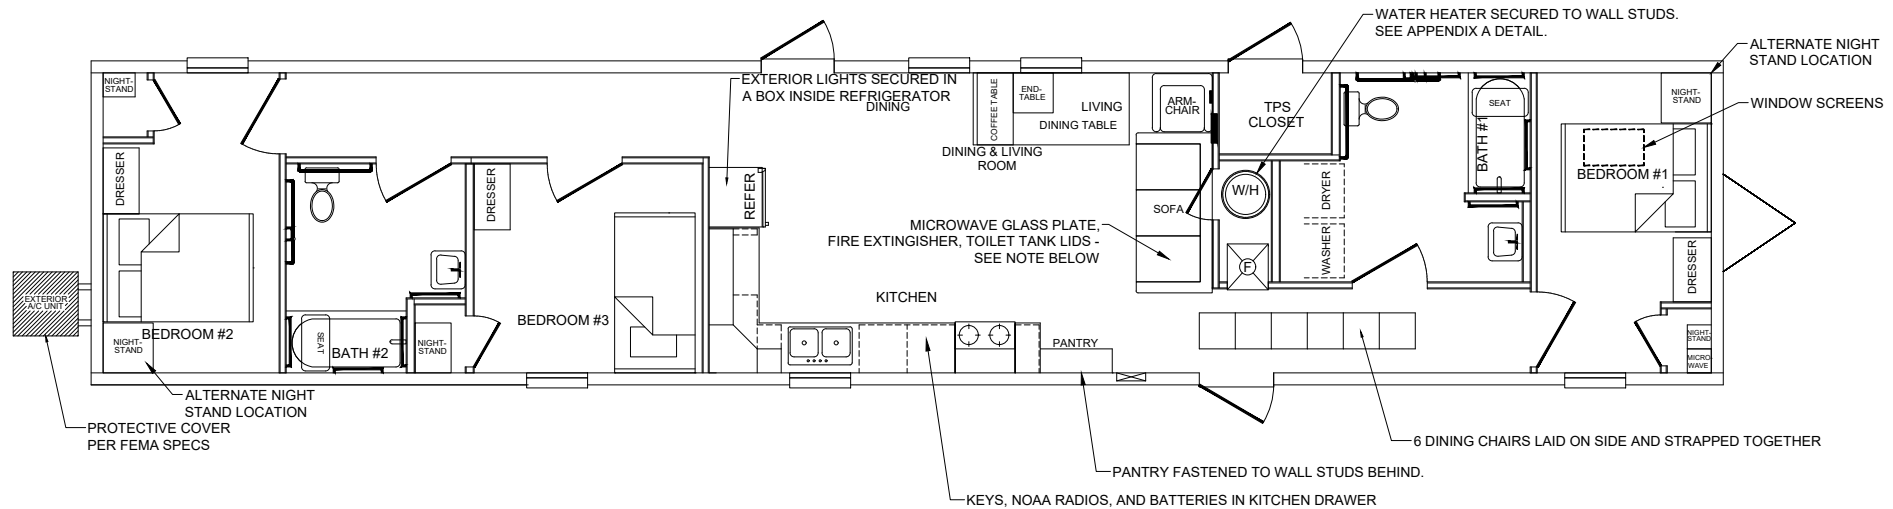 WATER HEATER SECURED TO WALL STUDS.
SEE APPENDIX A DETAIL.
ALTERNATE NIGHT
STAND LOCATION
WINDOW SCREENS
EXTERIOR LIGHTS SECURED IN
A BOX INSIDE REFRIGERATOR
DINING
NIGHT-
STAND
DRESSER
DRESSER
REFER
COFFEE TABLE
END-
TABLE
LIVING
DINING TABLE
DINING & LIVING
ROOM
ARM-
CHAIR
TPS
CLOSET
SEAT
BATH #1
NIGHT-
STAND
BEDROOM #1
W/H
SOFA
DRYER
WASHER
F
MICROWAVE GLASS PLATE,
FIRE EXTINGISHER, TOILET TANK LIDS -
SEE NOTE BELOW
DRESSER
EXTERIOR
A/C UNIT
BEDROOM #2
NIGHT-
STAND
SEAT
BATH #2
NIGHT-
STAND
BEDROOM #3
KITCHEN
PANTRY
NIGHT-
STAND
MICRO-
WAVE
ALTERNATE NIGHT
STAND LOCATION
PROTECTIVE COVER
PER FEMA SPECS
6 DINING CHAIRS LAID ON SIDE AND STRAPPED TOGETHER
PANTRY FASTENED TO WALL STUDS BEHIND.
KEYS, NOAA RADIOS, AND BATTERIES IN KITCHEN DRAWER